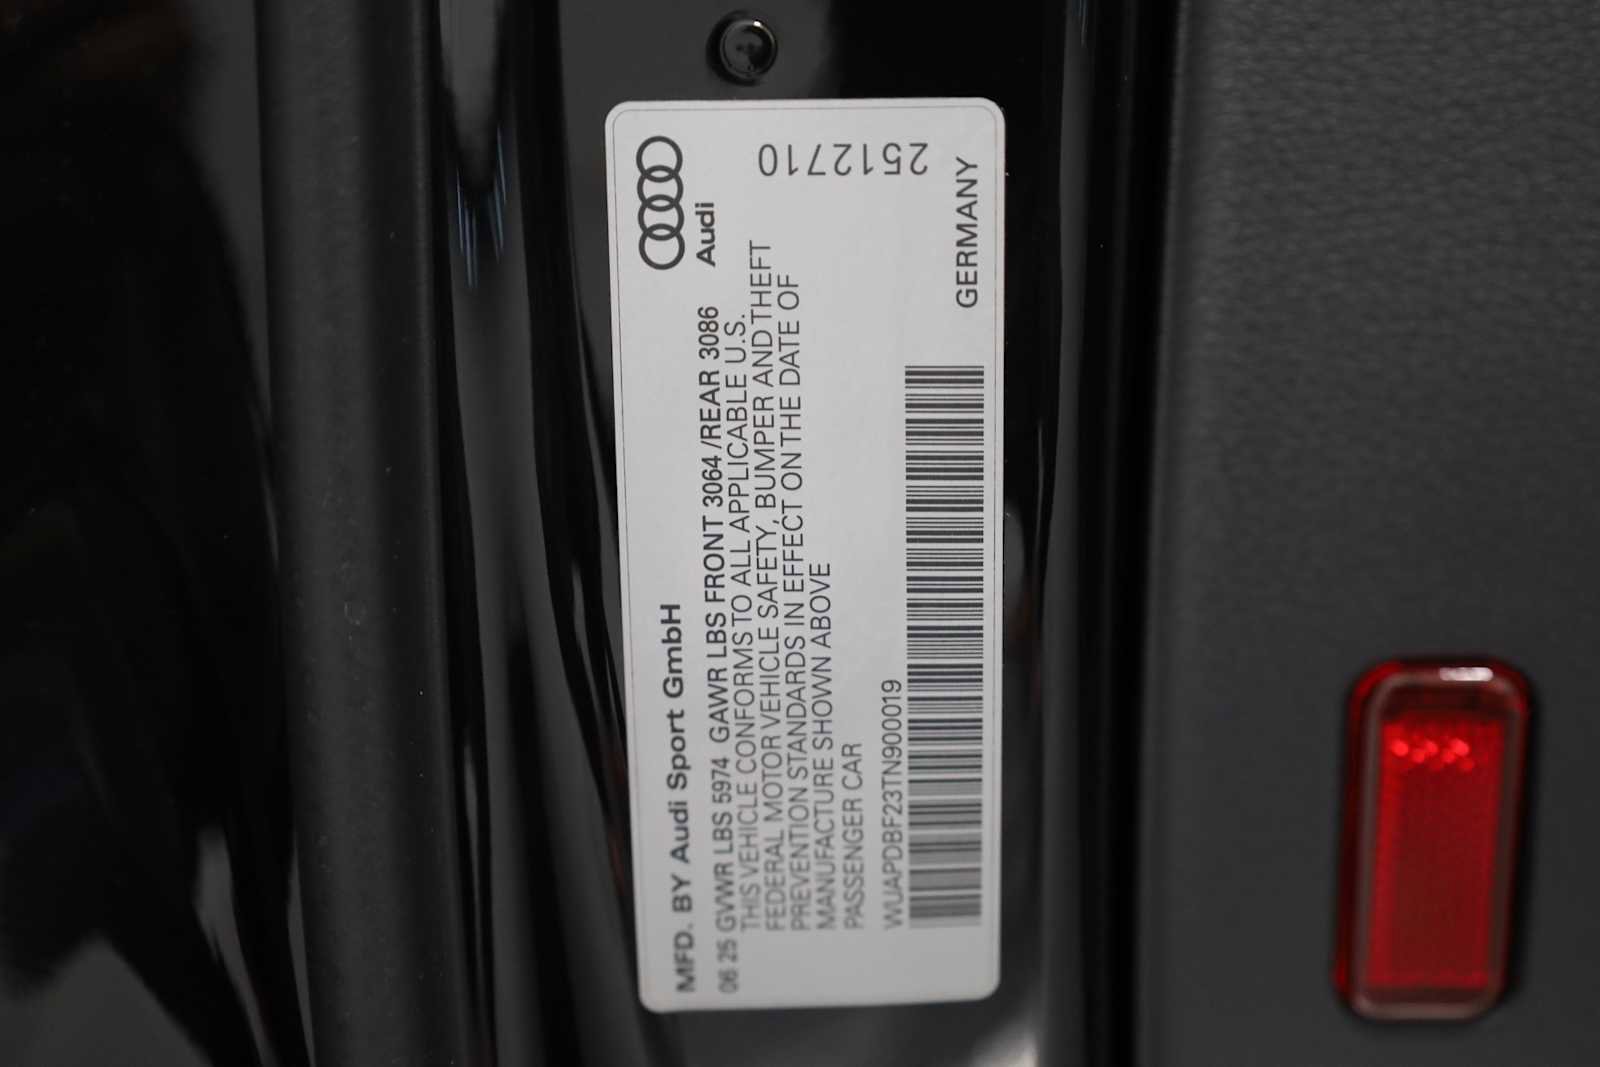 MFD. BY Audi Sport GmbH
Audi
06 25 GVWR LBS 5974 GAWR LBS FRONT 3064 /REAR 3086
THIS VEHICLE CONFORMS TO ALL APPLICABLE U.S.
FEDERAL MOTOR VEHICLE SAFETY, BUMPER AND THEFT
PREVENTION STANDARDS IN EFFECT ON THE DATE OF
MANUFACTURE SHOWN ABOVE
PASSENGER CAR
WUAPDBF23TN900019
GERMANY
2512710